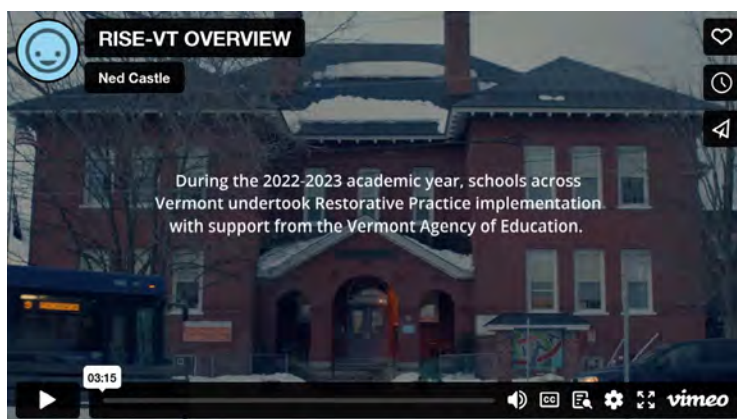 RISE-VT OVERVIEW
Ned Castle
During the 2022-2023 academic year, schools across
Vermont undertook Restorative Practice implementation
with support from the Vermont Agency of Education.
03:15
CC
vimeo